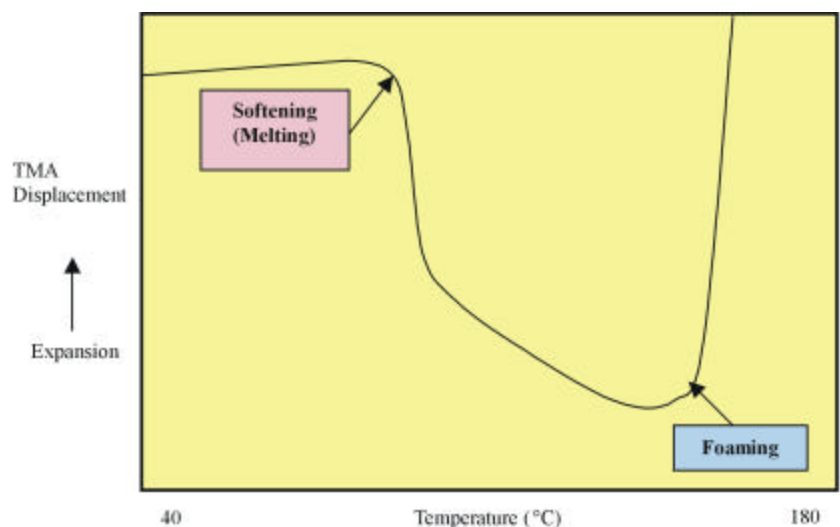 Softening
(Melting)
TMA
Displacement
Expansion
Foaming
40 Temperature (°C) 180